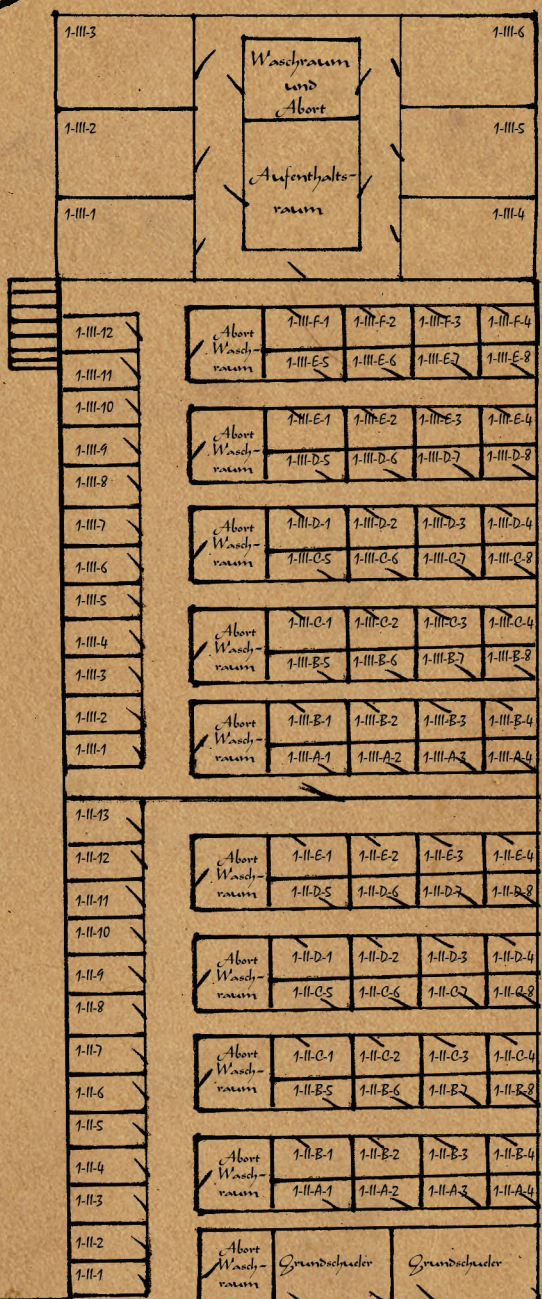 1-III-3
1-III-6
Waschraum
und
Abort
1-III-2
1-III-5
Aufenthalts-
raum
1-III-1
1-III-4
1-III-12
1-III-11
1-III-10
1-III-9
1-III-8
1-III-7
1-III-6
1-III-5
1-III-4
1-III-3
1-III-2
1-III-1
Abort
Wasch-
raum
1-III-F-1 1-III-F-2 1-III-F-3 1-III-F-4
1-III-E-5 1-III-E-6 1-III-E-7 1-III-E-8
Abort
Wasch-
raum
1-III-E-1 1-III-E-2 1-III-E-3 1-III-E-4
1-III-D-5 1-III-D-6 1-III-D-7 1-III-D-8
Abort
Wasch-
raum
1-III-D-1 1-III-D-2 1-III-D-3 1-III-D-4
1-III-C-5 1-III-C-6 1-III-C-7 1-III-C-8
Abort
Wasch-
raum
1-III-C-1 1-III-C-2 1-III-C-3 1-III-C-4
1-III-B-5 1-III-B-6 1-III-B-7 1-III-B-8
Abort
Wasch-
raum
1-III-B-1 1-III-B-2 1-III-B-3 1-III-B-4
1-III-A-1 1-III-A-2 1-III-A-3 1-III-A-4
1-II-13
1-II-12
1-II-11
1-II-10
1-II-9
1-II-8
1-II-7
1-II-6
1-II-5
1-II-4
1-II-3
1-II-2
1-II-1
Abort
Wasch-
raum
1-II-E-1 1-II-E-2 1-II-E-3 1-II-E-4
1-II-D-5 1-II-D-6 1-II-D-7 1-II-D-8
Abort
Wasch-
raum
1-II-D-1 1-II-D-2 1-II-D-3 1-II-D-4
1-II-C-5 1-II-C-6 1-II-C-7 1-II-C-8
Abort
Wasch-
raum
1-II-C-1 1-II-C-2 1-II-C-3 1-II-C-4
1-II-B-5 1-II-B-6 1-II-B-7 1-II-B-8
Abort
Wasch-
raum
1-II-B-1 1-II-B-2 1-II-B-3 1-II-B-4
1-II-A-1 1-II-A-2 1-II-A-3 1-II-A-4
Abort
Wasch-
raum
Grundschueler
Grundschueler